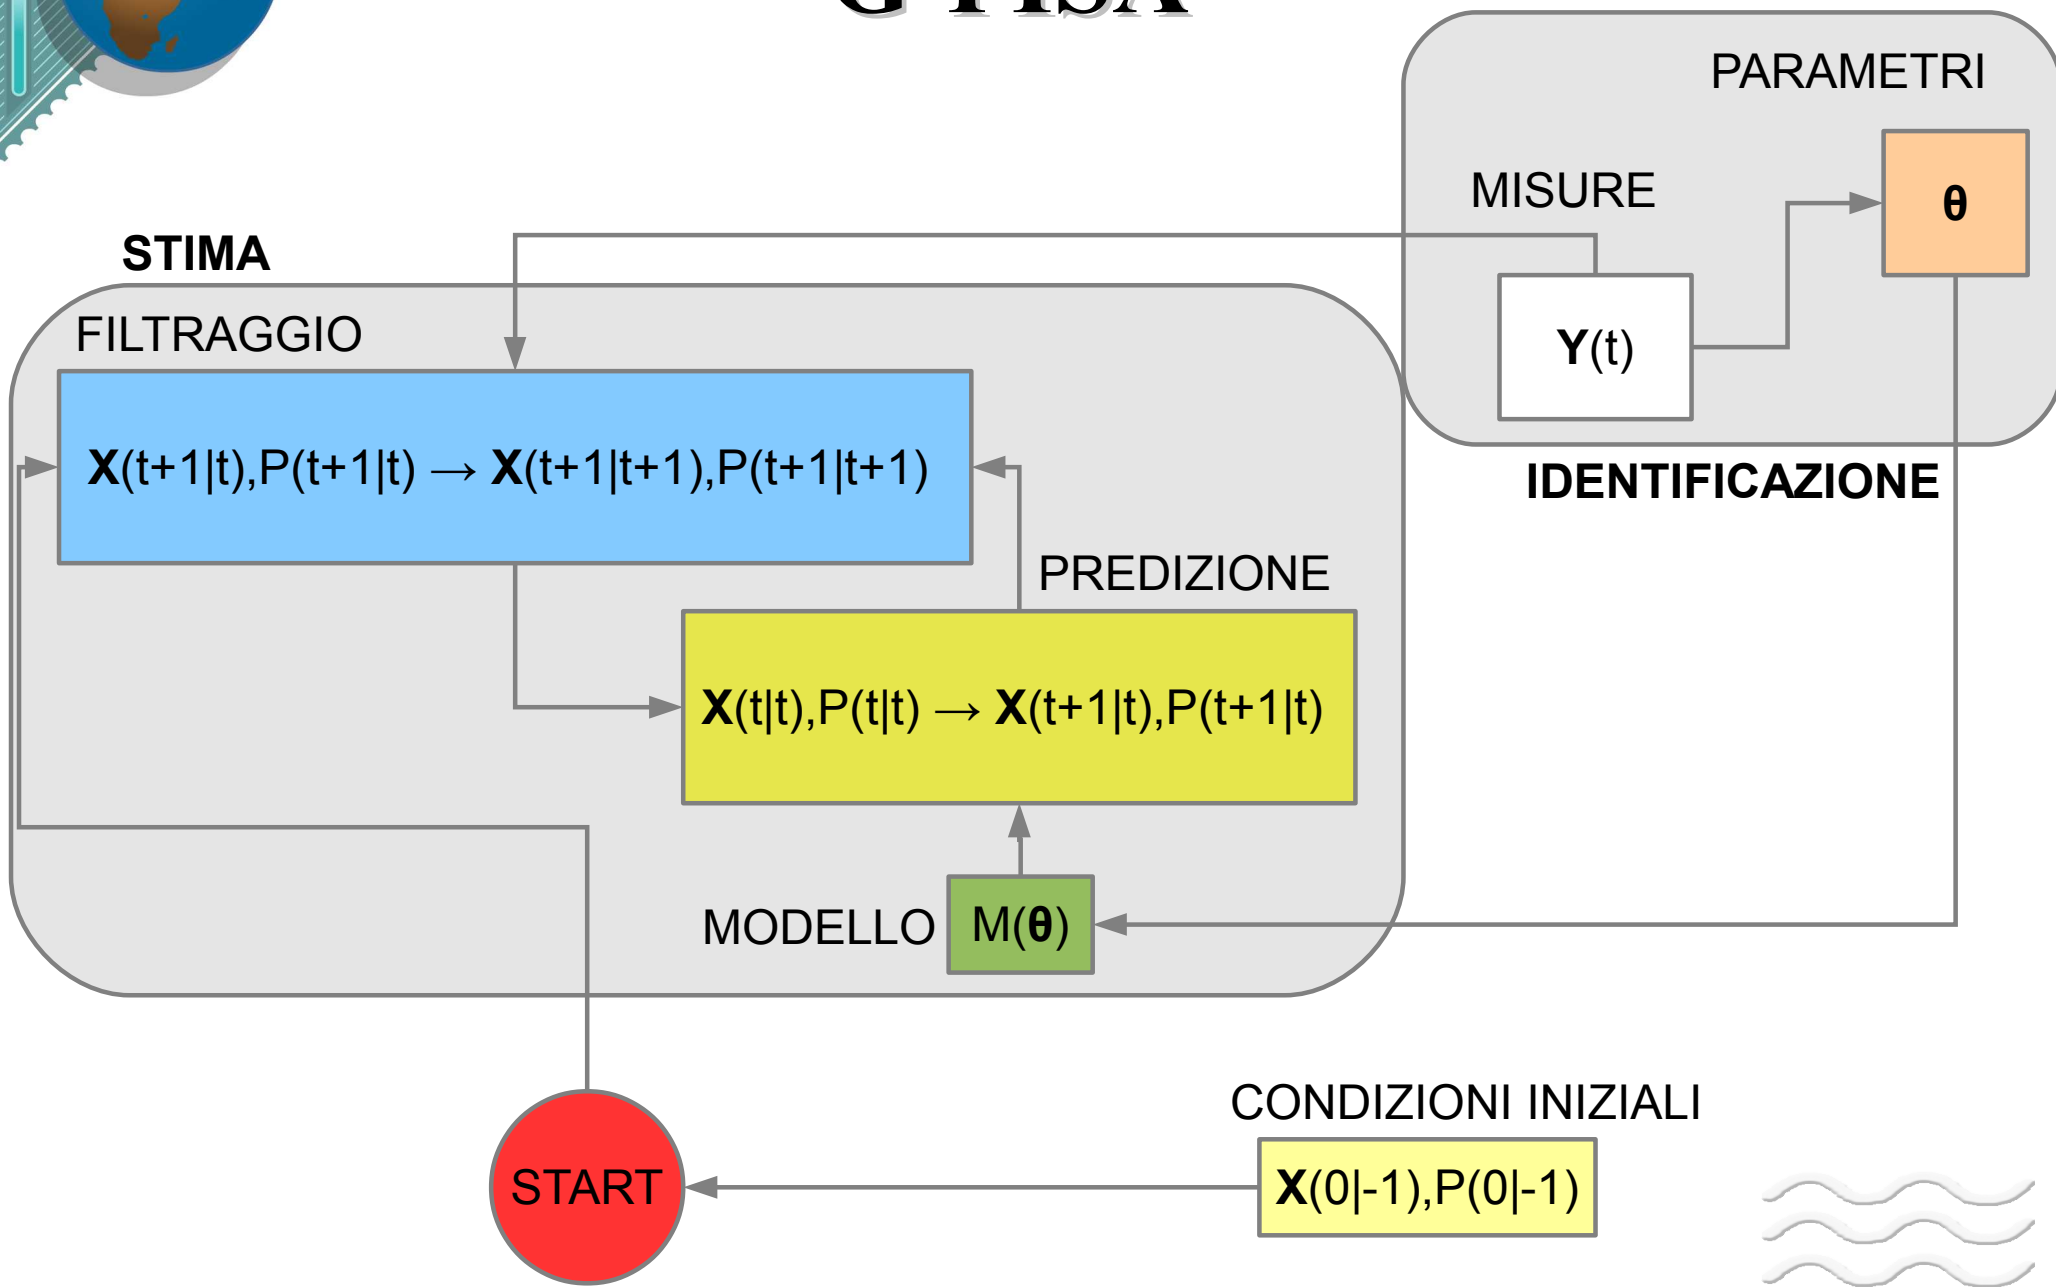 PARAMETRI
θ
MISURE
Y(t)
IDENTIFICAZIONE
STIMA
FILTRAGGIO
X(t+1|t),P(t+1|t) → X(t+1|t+1),P(t+1|t+1)
PREDIZIONE
X(t|t),P(t|t) → X(t+1|t),P(t+1|t)
MODELLO
M(θ)
CONDIZIONI INIZIALI
START
X(0|-1),P(0|-1)